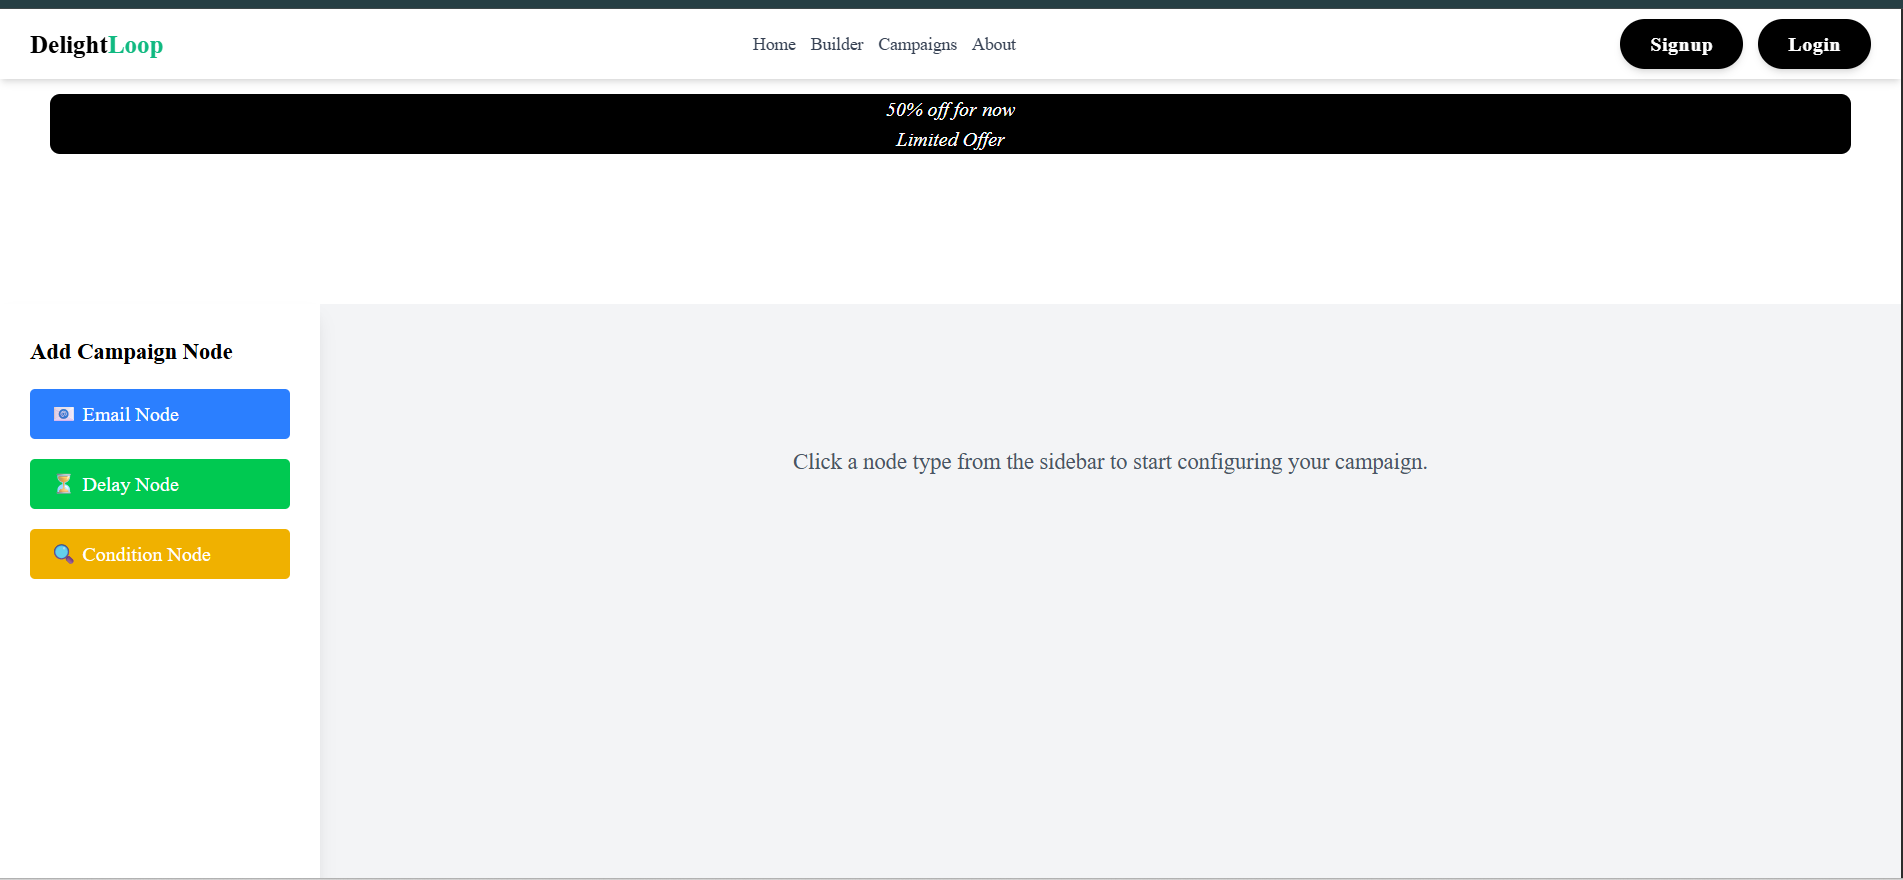 DelightLoop
Home Builder Campaigns About
Signup Login
50% off for now
Limited Offer
Add Campaign Node
Email Node
Delay Node
Condition Node
Click a node type from the sidebar to start configuring your campaign.